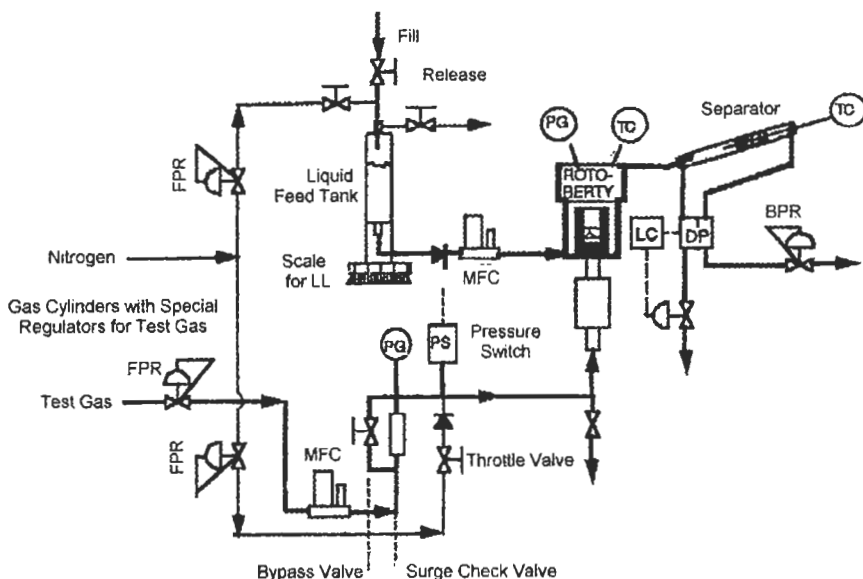 Fill
Release
Separator
TC
PG
TC
FPR
Liquid
Feed Tank
ROTO-
BERTY
LC
DP
BPR
Nitrogen
Scale
for LL
MFC
Gas Cylinders with Special
Regulators for Test Gas
PG
PS
Pressure
Switch
FPR
Test Gas
FPR
MFC
Throttle Valve
Bypass Valve
Surge Check Valve